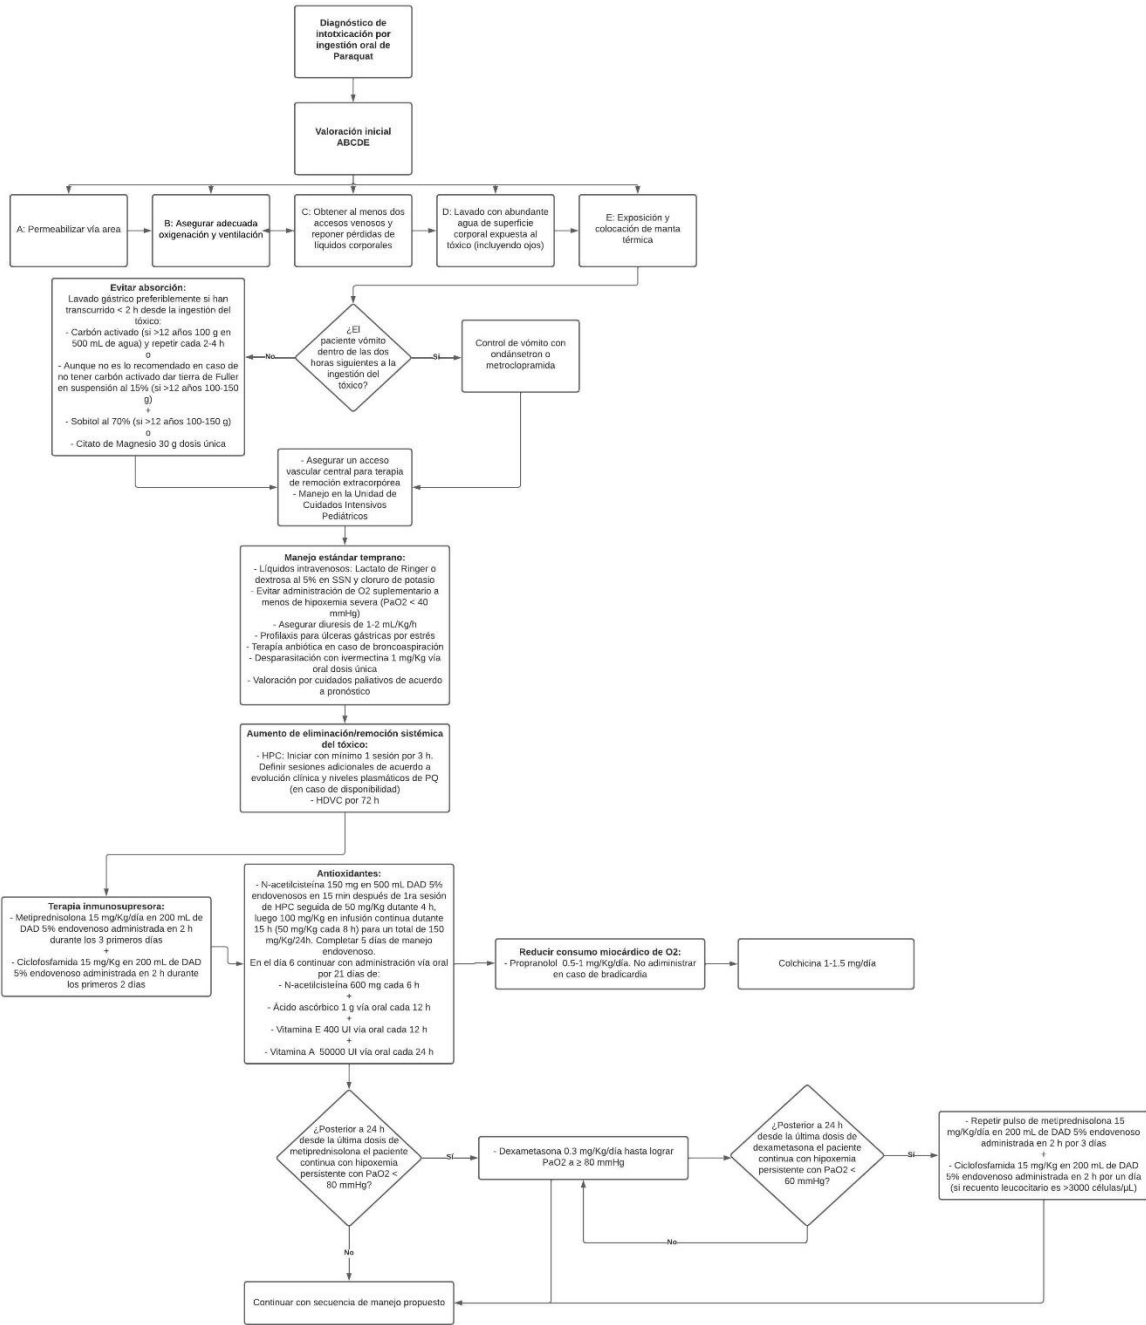 Diagnóstico de
intotxicación por
ingestión oral de
Paraquat
Valoración inicial
ABCDE
A: Permeabilizar vía area
B: Asegurar adecuada
oxigenación y ventilación
C: Obtener al menos dos
accesos venosos y
reponer pérdidas de
líquidos corporales
D: Lavado con abundante
agua de superficie
corporal expuesta al
tóxico (incluyendo ojos)
E: Exposición y
colocación de manta
térmica
Evitar absorción:
Lavado gástrico preferiblemente si han
transcurrido < 2 h desde la ingestión del
tóxico:
- Carbón activado (si >12 años 100 g en
500 mL de agua) y repetir cada 2-4 h
o
- Aunque no es lo recomendado en caso de
no tener carbón activado dar tierra de Fuller
en suspensión al 15% (si >12 años 100-150
g)
+
- Sobitol al 70% (si >12 años 100-150 g)
o
- Citato de Magnesio 30 g dosis única
No
¿El
paciente vómito
dentro de las dos
horas siguientes a la
ingestión del
tóxico?
Sí
Control de vómito con
ondánsetron o
metroclopramida
- Asegurar un acceso
vascular central para terapia
de remoción extracorpórea
- Manejo en la Unidad de
Cuidados Intensivos
Pediátricos
Manejo estándar temprano:
- Líquidos intravenosos: Lactato de Ringer o
dextrosa al 5% en SSN y cloruro de potasio
- Evitar administración de O2 suplementario a
menos de hipoxemia severa (PaO2 < 40
mmHg)
- Asegurar diuresis de 1-2 mL/Kg/h
- Profilaxis para úlceras gástricas por estrés
- Terapía anbiótica en caso de broncoaspiración
- Desparasitación con ivermectina 1 mg/Kg vía
oral dosis única
- Valoración por cuidados paliativos de acuerdo
a pronóstico
Aumento de eliminación/remoción sistémica
del tóxico:
- HPC: Iniciar con mínimo 1 sesión por 3 h.
Definir sesiones adicionales de acuerdo a
evolución clínica y niveles plasmáticos de PQ
(en caso de disponibilidad)
- HDVC por 72 h
Terapia inmunosupresora:
- Metiprednisolona 15 mg/Kg/día en 200 mL de
DAD 5% endovenoso administrada en 2 h
durante los 3 primeros días
+
- Ciclofosfamida 15 mg/Kg en 200 mL de DAD
5% endovenoso administrada en 2 h durante
los primeros 2 días
Antioxidantes:
- N-acetilcisteína 150 mg en 500 mL DAD 5%
endovenosos en 15 min después de 1ra sesión
de HPC seguida de 50 mg/Kg dutante 4 h,
luego 100 mg/Kg en infusión continua dutante
15 h (50 mg/Kg cada 8 h) para un total de 150
mg/Kg/24h. Completar 5 días de manejo
endovenoso.
En el día 6 continuar con administración vía oral
por 21 días de:
- N-acetilcisteína 600 mg cada 6 h
+
- Ácido ascórbico 1 g vía oral cada 12 h
+
- Vitamina E 400 UI vía oral cada 12 h
+
- Vitamina A 50000 UI vía oral cada 24 h
Reducir consumo miocárdico de O2:
- Propranolol 0.5-1 mg/Kg/día. No administrar
en caso de bradicardia
Colchicina 1-1.5 mg/día
¿Posterior a 24 h
desde la última dosis de
metiprednisolona el paciente
continua con hipoxemia
persistente con PaO2 <
80 mmHg?
Sí
- Dexametasona 0.3 mg/Kg/día hasta lograr
PaO2 a ≥ 80 mmHg
¿Posterior a 24 h
desde la última dosis de
dexametasona el paciente
continua con hipoxemia
persistente con PaO2 <
60 mmHg?
Sí
- Repetir pulso de metiprednisolona 15
mg/Kg/día en 200 mL de DAD 5% endovenoso
administrada en 2 h por 3 días
+
- Ciclofosfamida 15 mg/Kg en 200 mL de DAD
5% endovenoso administrada en 2 h por un día
(si recuento leucocitario es >3000 células/µL)
No
No
Continuar con secuencia de manejo propuesto